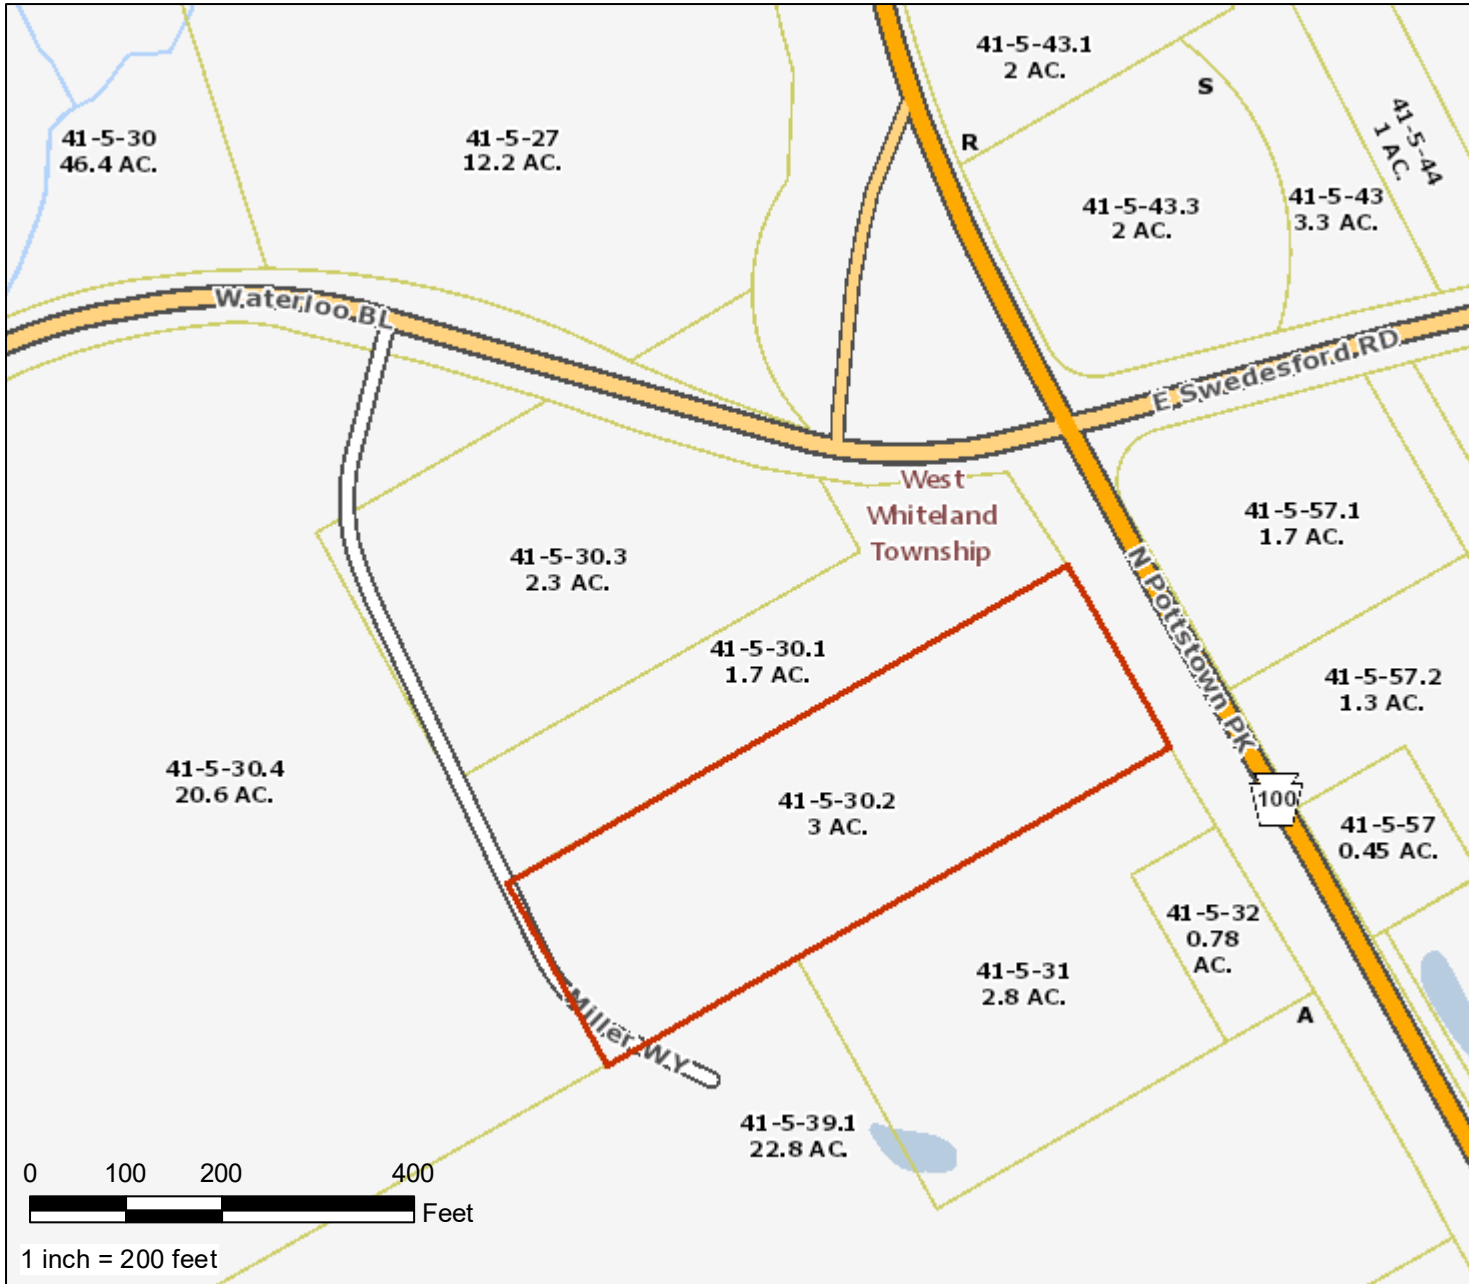 41-5-43.1
2 AC.
S
41-5-44
1 AC.
41-5-30
46.4 AC.
41-5-27
12.2 AC.
R
41-5-43.3
2 AC.
41-5-43
3.3 AC.
Waterloo BL
E Swedesford RD
West
Whiteland
Township
41-5-57.1
1.7 AC.
41-5-30.3
2.3 AC.
N Pottstown PK
41-5-30.1
1.7 AC.
41-5-57.2
1.3 AC.
41-5-30.4
20.6 AC.
41-5-30.2
3 AC.
100
41-5-57
0.45 AC.
41-5-32
0.78
AC.
41-5-31
2.8 AC.
A
Miller WY
41-5-39.1
22.8 AC.
0 100 200 400
Feet
1 inch = 200 feet